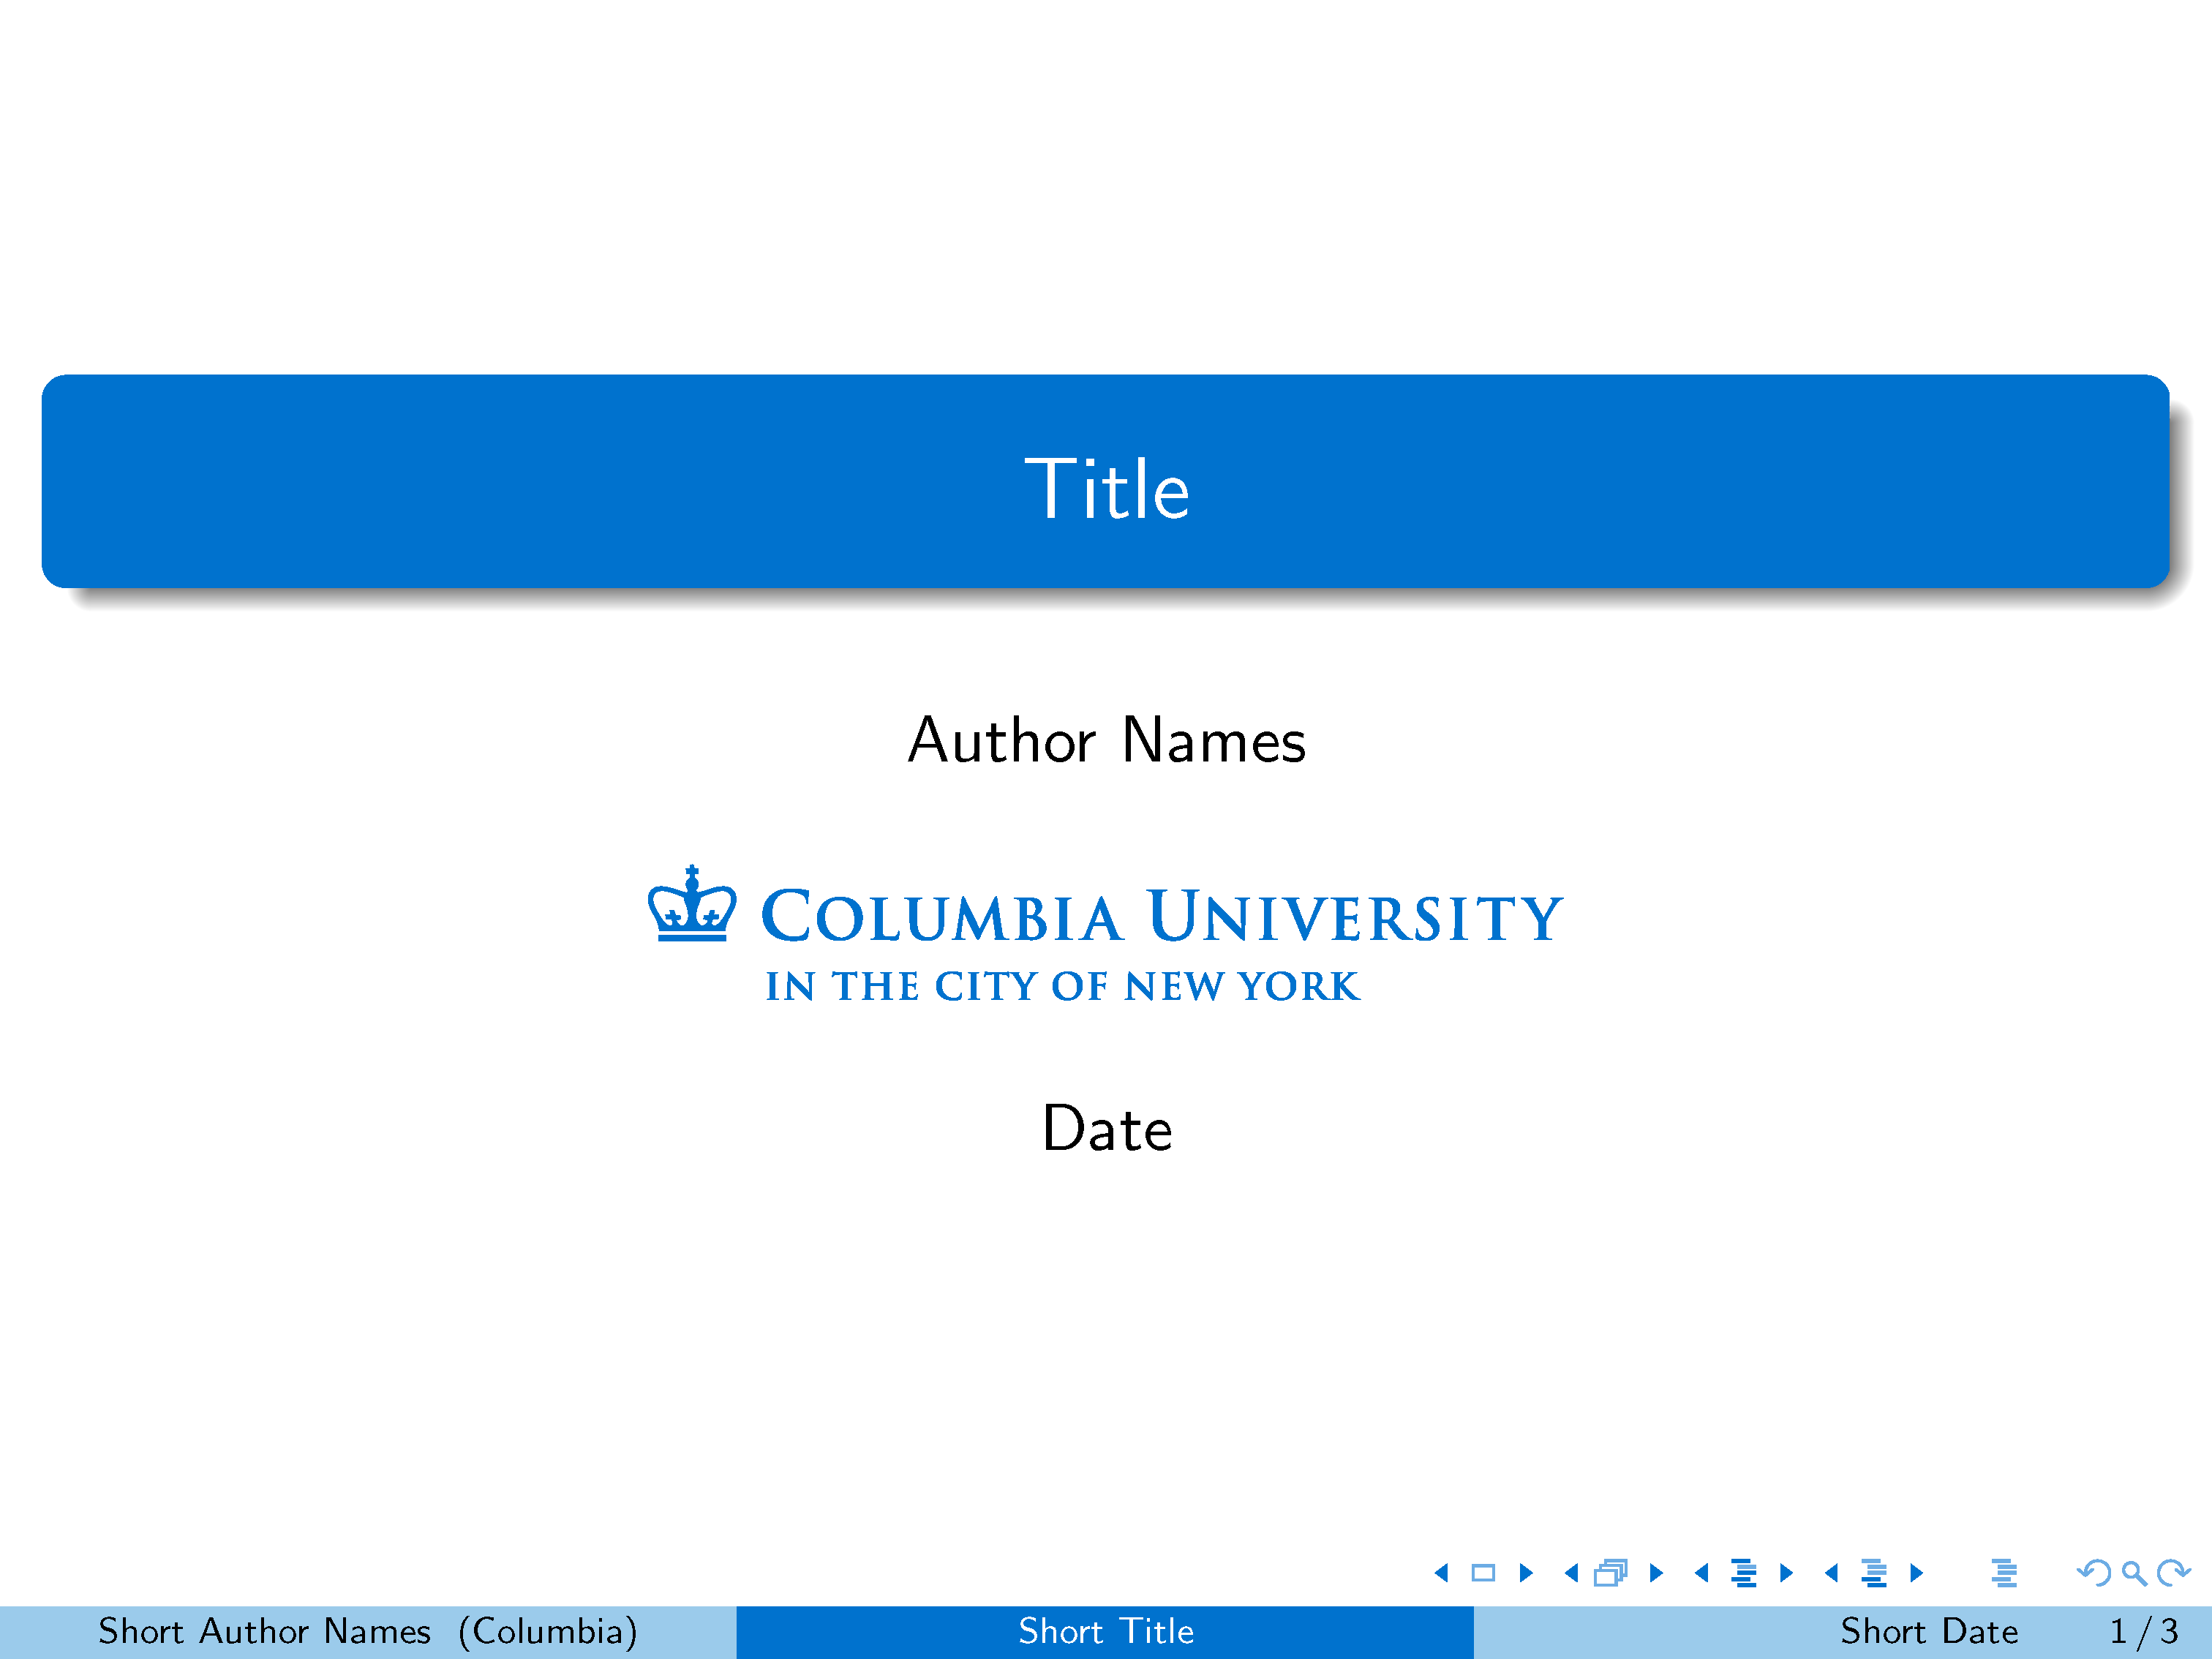 Title
Author Names
Columbia University
IN THE CITY OF NEW YORK
Date
Short Author Names (Columbia)
Short Title
Short Date
1 / 3